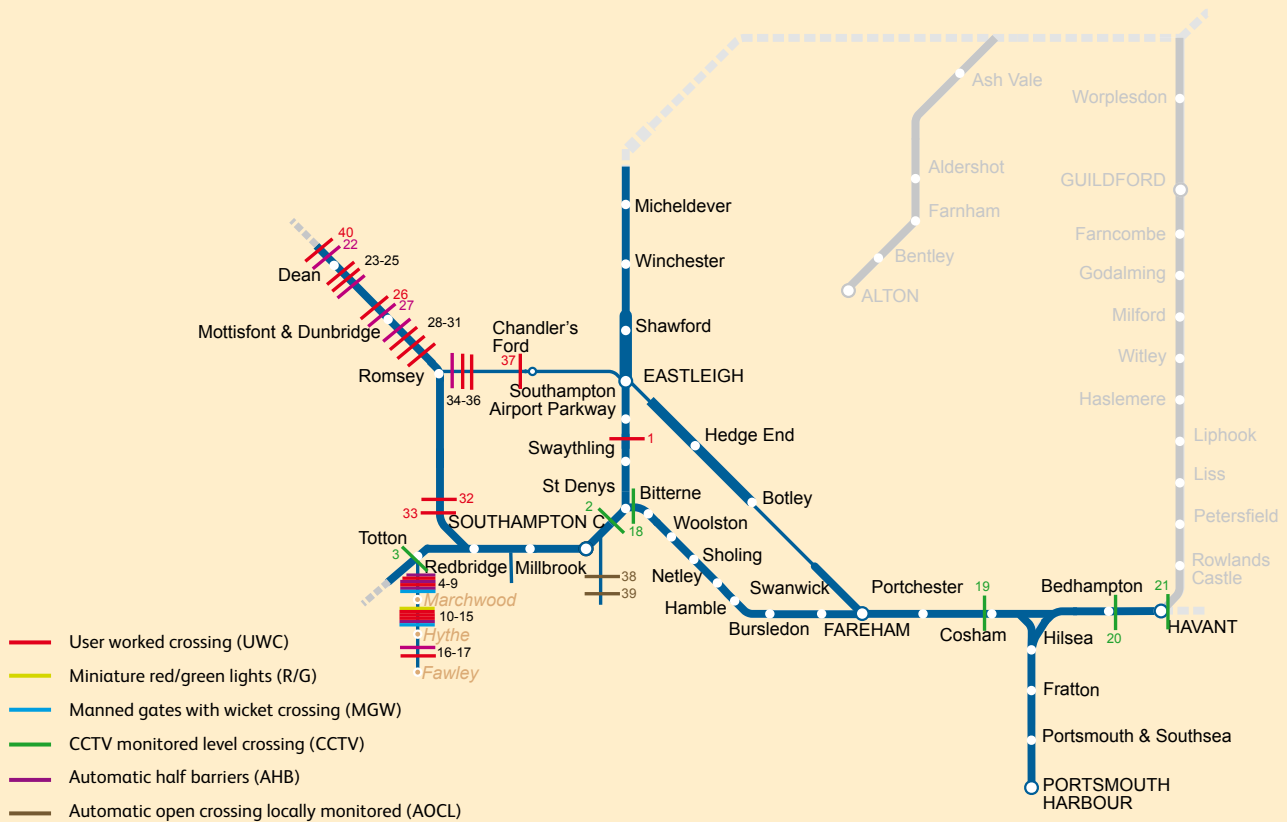 Ash Vale
Worplesdon
Aldershot
GUILDFORD
Micheldever
Farnham
Farncombe
40
22
Bentley
Winchester
23-25
Dean
Godalming
ALTON
26
27
Milford
28-31
Chandler's
Ford
Shawford
Mottisfont & Dunbridge
37
Witley
Romsey
EASTLEIGH
34-36
Southampton
Airport Parkway
Haslemere
Hedge End
Liphook
1
Swaythling
Liss
St Denys
Bitterne
Botley
32
2
33
SOUTHAMPTON C
18
Woolston
Petersfield
Totton
3
Redbridge
Millbrook
Sholing
Rowlands
Castle
4-9
38
Netley
39
Swanwick
Portchester
19
Bedhampton
21
Marchwood
Hamble
10-15
Bursledon
FAREHAM
Cosham
Hilsea
20
HAVANT
Hythe
16-17
Fawley
Fratton
Portsmouth & Southsea
PORTSMOUTH
HARBOUR
User worked crossing (UWC)
Miniature red/green lights (R/G)
Manned gates with wicket crossing (MGW)
CCTV monitored level crossing (CCTV)
Automatic half barriers (AHB)
Automatic open crossing locally monitored (AOCL)